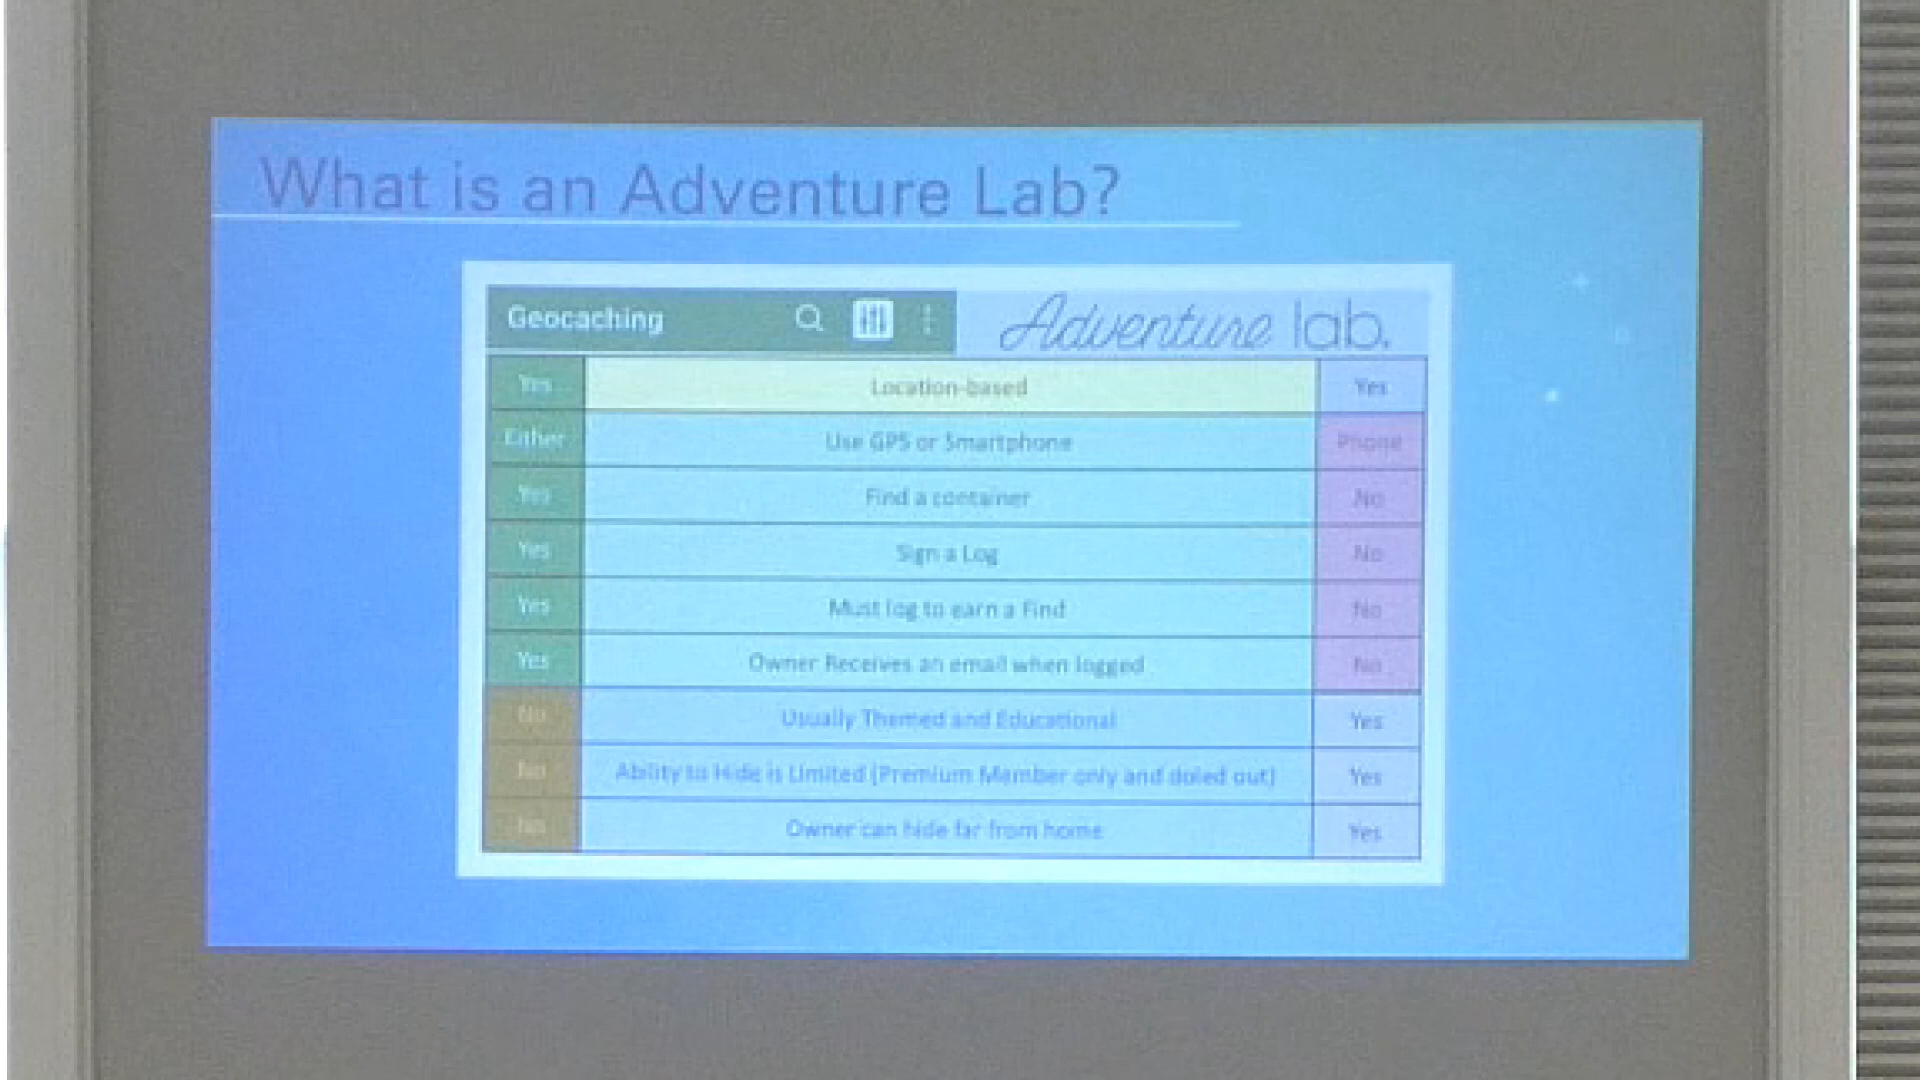 What is an Adventure Lab?
Geocaching Adventure lab.
Yes Location-based Yes
Either Use GPS or Smartphone Phone
Yes Find a container No
Yes Sign a Log No
Yes Must log to earn a Find No
Yes Owner Receives an email when logged No
No Usually Themed and Educational Yes
No Ability to Hide is Limited (Premium Member only and doled out) Yes
No Owner can hide far from home Yes